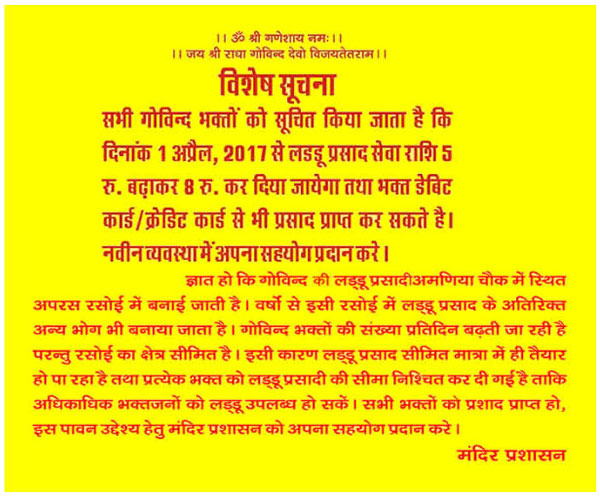 ।। ॐ श्री गणेशाय नमः ।।
।। जय श्री राधा गोविन्द देवो विजयतेतराम ।।
विशेष सूचना
सभी गोविन्द भक्तों को सूचित किया जाता है कि
दिनांक 1 अप्रैल, 2017 से लडडू प्रसाद सेवा राशि 5
रु. बढ़ाकर 8 रु. कर दिया जायेगा तथा भक्त डेबिट
कार्ड/क्रेडिट कार्ड से भी प्रसाद प्राप्त कर सकते है।
नवीन व्यवस्था में अपना सहयोग प्रदान करे ।
ज्ञात हो कि गोविन्द की लड्डू प्रसादीअमणिया चौक में स्थित
अपरस रसोई में बनाई जाती है । वर्षो से इसी रसोई में लड्डू प्रसाद के अतिरिक्त
अन्य भोग भी बनाया जाता है । गोविन्द भक्तों की संख्या प्रतिदिन बढ़ती जा रही है
परन्तु रसोई का क्षेत्र सीमित है । इसी कारण लड्डू प्रसाद सीमित मात्रा में ही तैयार
हो पा रहा है तथा प्रत्येक भक्त को लड्डू प्रसादी की सीमा निश्चित कर दी गई है ताकि
अधिकाधिक भक्तजनों को लड्डू उपलब्ध हो सकें । सभी भक्तों को प्रशाद प्राप्त हो,
इस पावन उद्देश्य हेतु मंदिर प्रशासन को अपना सहयोग प्रदान करे ।
मंदिर प्रशासन